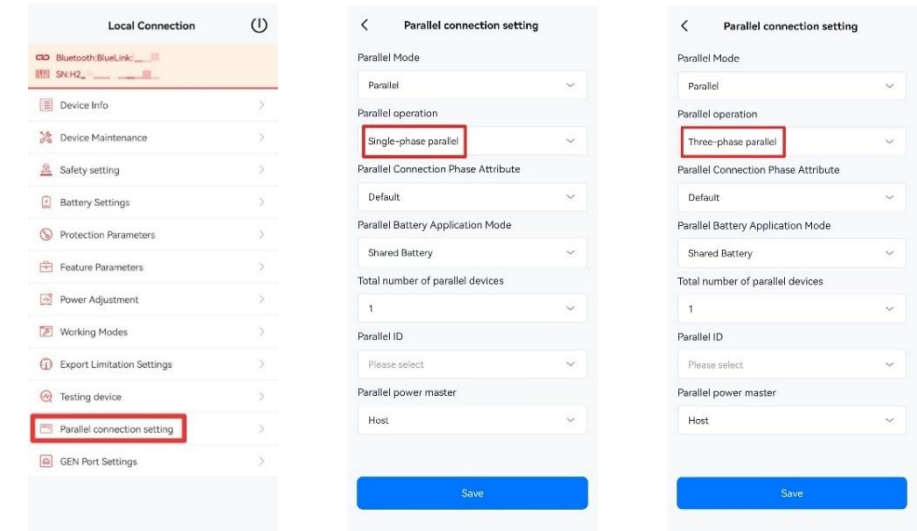 Local Connection
Bluetooth:BlueLink:
SN:H2_
Device Info
Device Maintenance
Safety setting
Battery Settings
Protection Parameters
Feature Parameters
Power Adjustment
Working Modes
Export Limitation Settings
Testing device
Parallel connection setting
GEN Port Settings
Parallel connection setting
Parallel Mode
Parallel
Parallel operation
Single-phase parallel
Parallel Connection Phase Attribute
Default
Parallel Battery Application Mode
Shared Battery
Total number of parallel devices
1
Parallel ID
Please select
Parallel power master
Host
Save
Parallel connection setting
Parallel Mode
Parallel
Parallel operation
Three-phase parallel
Parallel Connection Phase Attribute
Default
Parallel Battery Application Mode
Shared Battery
Total number of parallel devices
1
Parallel ID
Please select
Parallel power master
Host
Save